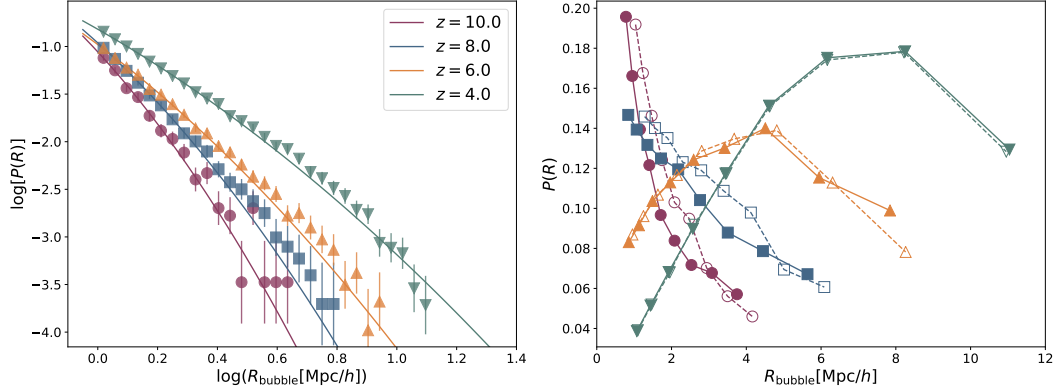 z = 10.0
z = 8.0
z = 6.0
z = 4.0
−1.0
−1.5
−2.0
−2.5
−3.0
−3.5
−4.0
log[P(R)]
0.0 0.2 0.4 0.6 0.8 1.0 1.2 1.4
log(R_bubble[Mpc/h])
0.20
0.18
0.16
0.14
0.12
0.10
0.08
0.06
0.04
P(R)
0 2 4 6 8 10 12
R_bubble[Mpc/h]